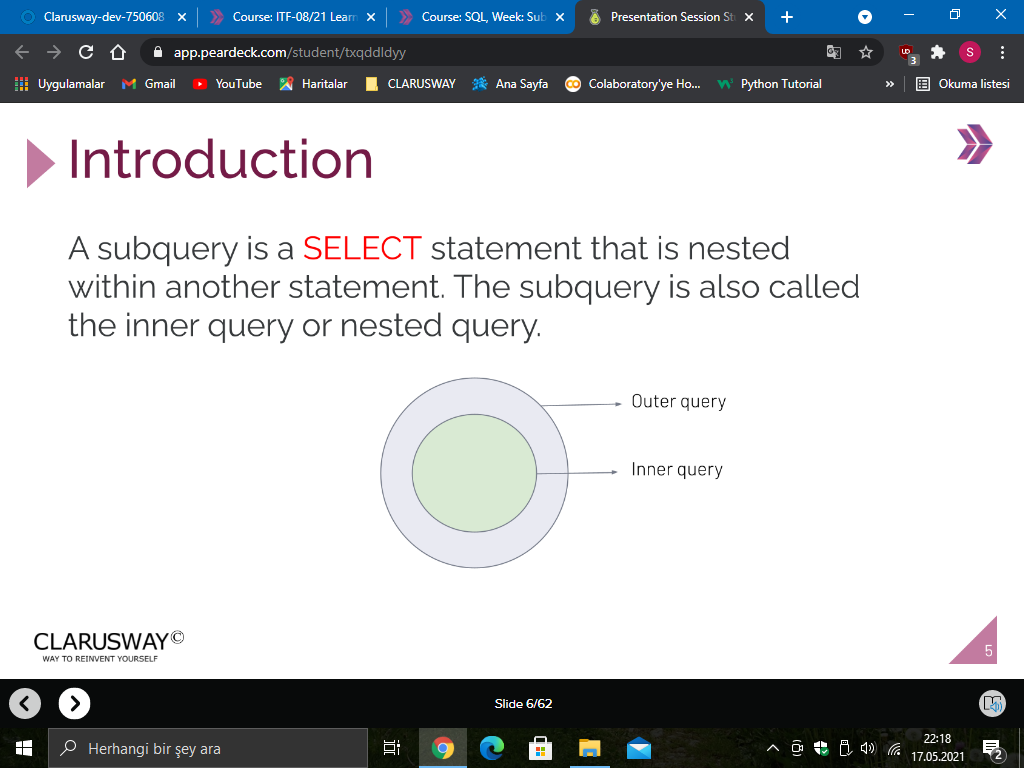 Clarusway-dev-750608
Course: ITF-08/21 Learn
Course: SQL, Week: Sub
Presentation Session St
app.peardeck.com/student/txqddldyy
S
3
Uygulamalar
Gmail
YouTube
Haritalar
CLARUSWAY
Ana Sayfa
Colaboratory'ye Ho...
Python Tutorial
»
Okuma listesi
Introduction
A subquery is a SELECT statement that is nested
within another statement. The subquery is also called
the inner query or nested query.
Outer query
Inner query
CLARUSWAY©
WAY TO REINVENT YOURSELF
5
Slide 6/62
Herhangi bir şey ara
22:18
17.05.2021
2